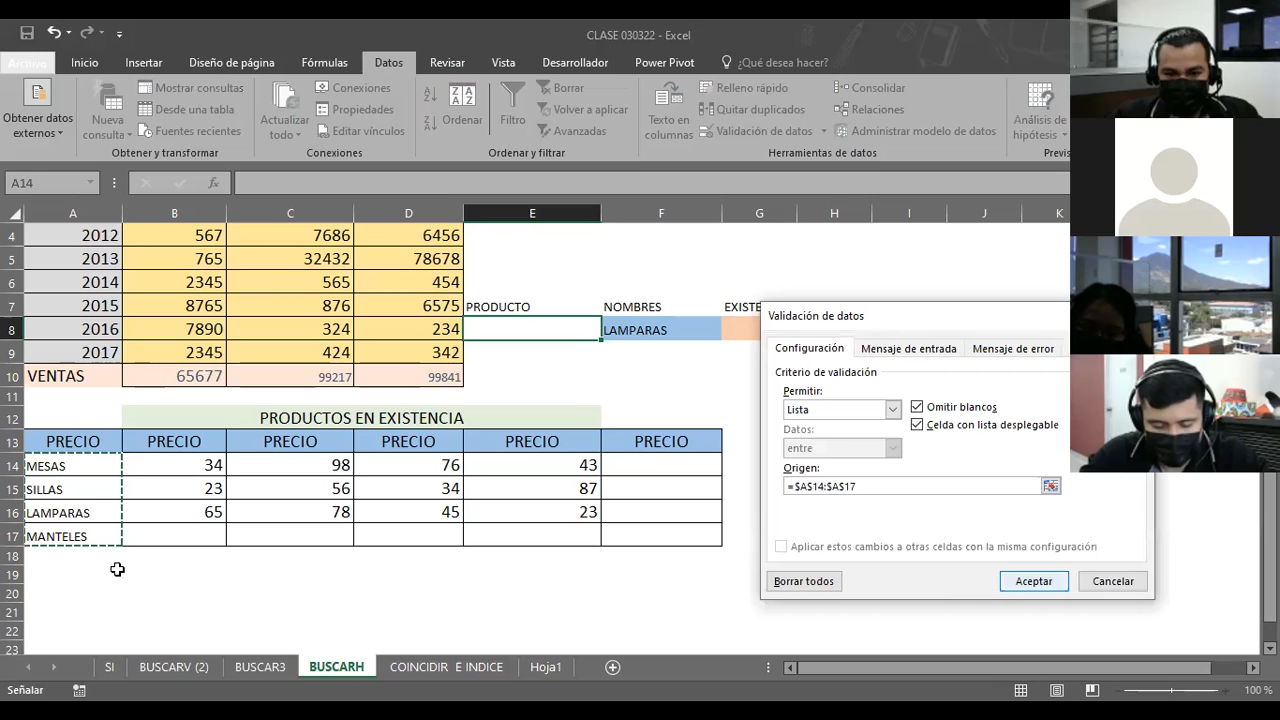 CLASE 030322 - Excel
Archivo Inicio Insertar Diseño de página Fórmulas Datos Revisar Vista Desarrollador Power Pivot ¿Qué desea hacer?
Obtener datos externos
Nueva consulta
Mostrar consultas
Desde una tabla
Fuentes recientes
Obtener y transformar
Actualizar todo
Conexiones
Propiedades
Editar vínculos
Conexiones
Ordenar
Filtro
Borrar
Volver a aplicar
Avanzadas
Ordenar y filtrar
Texto en columnas
Relleno rápido
Quitar duplicados
Validación de datos
Consolidar
Relaciones
Administrar modelo de datos
Herramientas de datos
Análisis de hipótesis
Previs
A14 fx
A B C D E F G H I J K
4 2012 567 7686 6456
5 2013 765 32432 78678
6 2014 2345 565 454
7 2015 8765 876 6575 PRODUCTO NOMBRES EXISTE
8 2016 7890 324 234 LAMPARAS
9 2017 2345 424 342
10 VENTAS 65677 99217 99841
11
12 PRODUCTOS EN EXISTENCIA
13 PRECIO PRECIO PRECIO PRECIO PRECIO PRECIO
14 MESAS 34 98 76 43
15 SILLAS 23 56 34 87
16 LAMPARAS 65 78 45 23
17 MANTELES
18
19
20
21
22
23
Validación de datos
Configuración Mensaje de entrada Mensaje de error
Criterio de validación
Permitir:
Lista
Omitir blancos
Celda con lista desplegable
Datos:
entre
Origen:
=$A$14:$A$17
Aplicar estos cambios a otras celdas con la misma configuración
Borrar todos Aceptar Cancelar
SI BUSCARV (2) BUSCAR3 BUSCARH COINCIDIR E INDICE Hoja1
Señalar 100 %